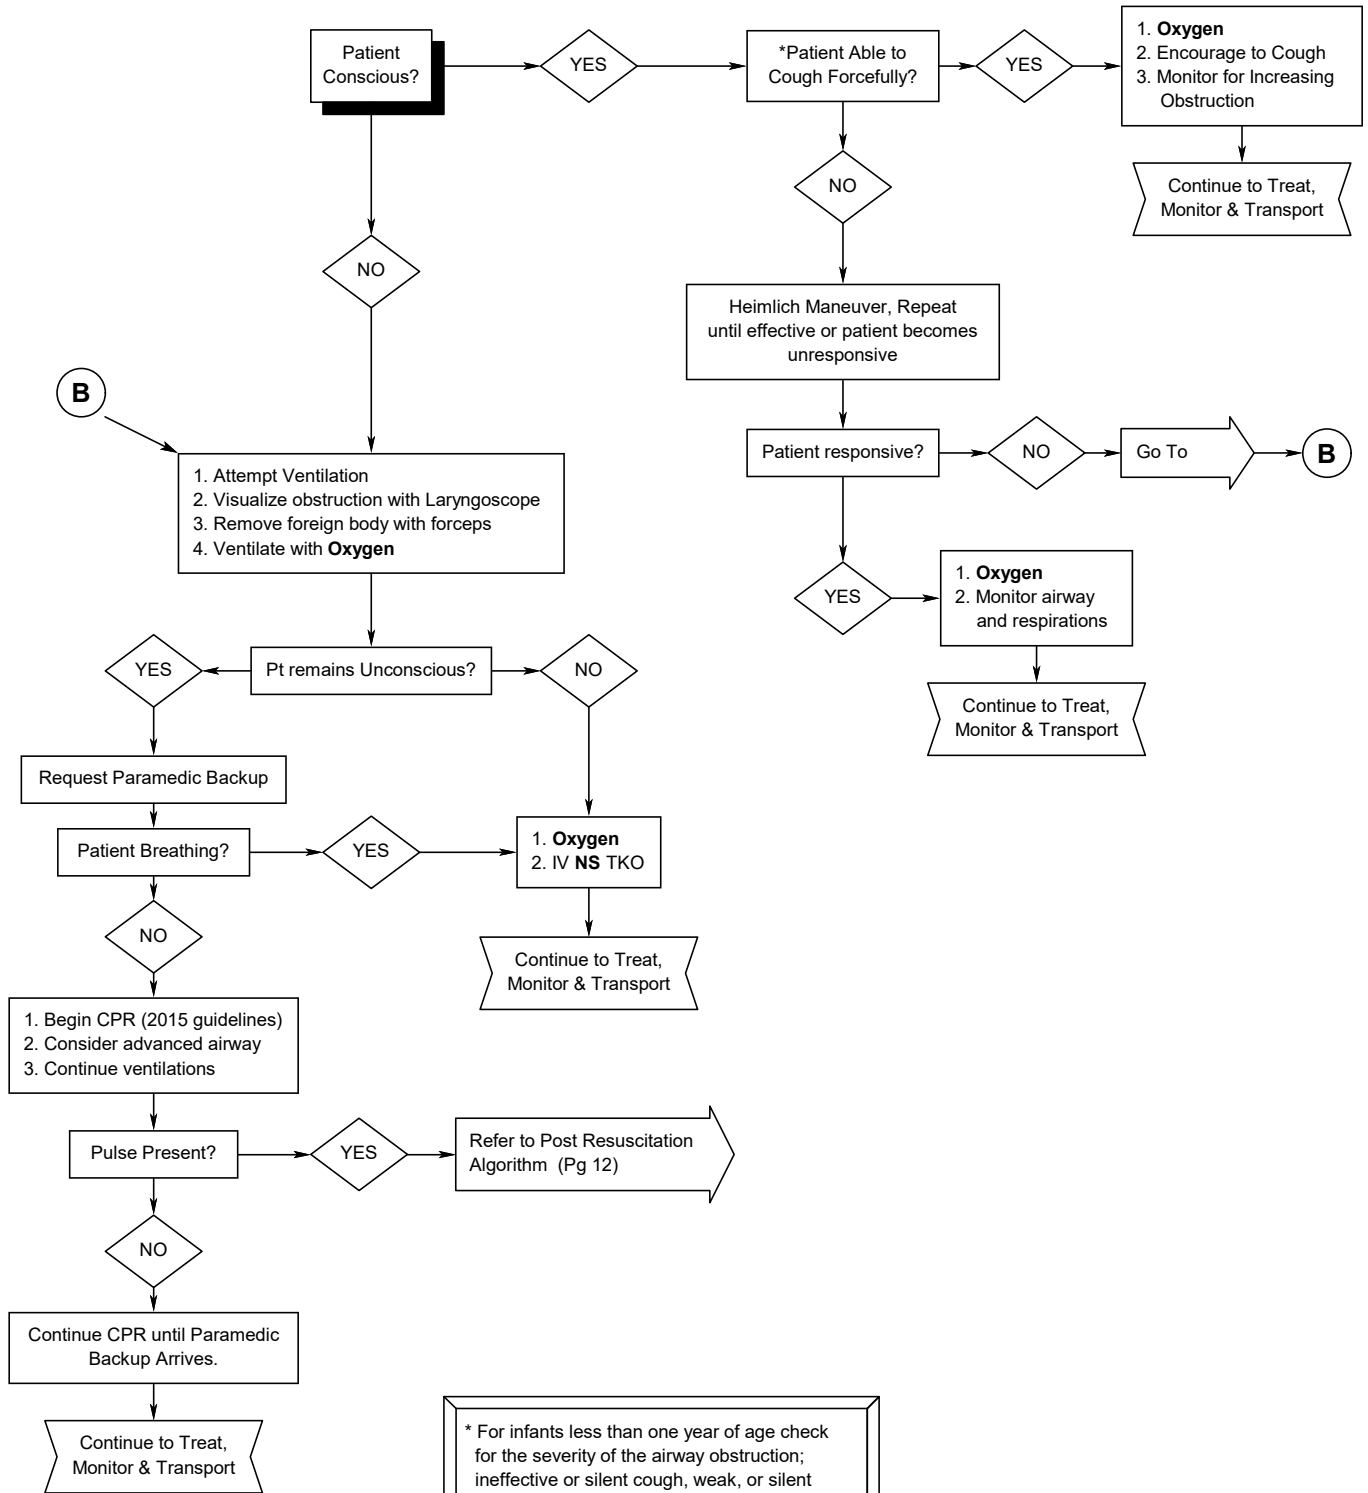 Patient
Conscious?
YES
*Patient Able to
Cough Forcefully?
YES
1. Oxygen
2. Encourage to Cough
3. Monitor for Increasing
Obstruction
Continue to Treat,
Monitor & Transport
NO
Heimlich Maneuver, Repeat
until effective or patient becomes
unresponsive
Patient responsive?
NO
Go To
B
YES
1. Oxygen
2. Monitor airway
and respirations
Continue to Treat,
Monitor & Transport
NO
B
1. Attempt Ventilation
2. Visualize obstruction with Laryngoscope
3. Remove foreign body with forceps
4. Ventilate with Oxygen
Pt remains Unconscious?
YES
NO
Request Paramedic Backup
Patient Breathing?
YES
1. Oxygen
2. IV NS TKO
Continue to Treat,
Monitor & Transport
NO
1. Begin CPR (2015 guidelines)
2. Consider advanced airway
3. Continue ventilations
Pulse Present?
YES
Refer to Post Resuscitation
Algorithm (Pg 12)
NO
Continue CPR until Paramedic
Backup Arrives.
Continue to Treat,
Monitor & Transport
* For infants less than one year of age check
for the severity of the airway obstruction;
ineffective or silent cough, weak, or silent